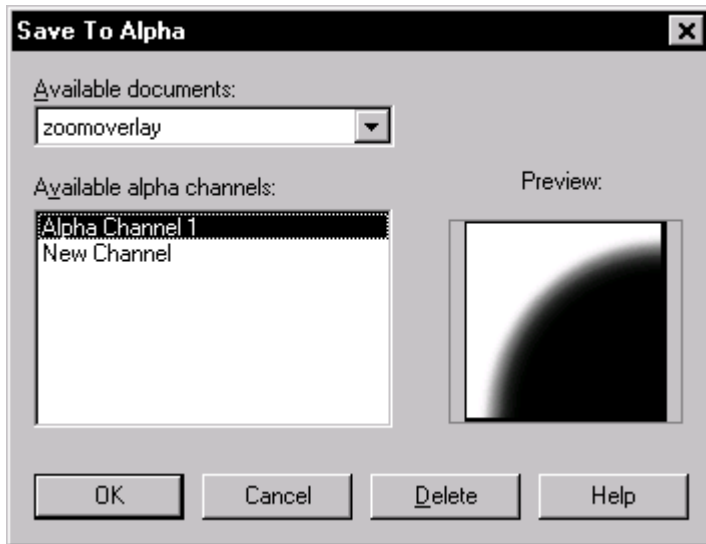 Save To Alpha
Available documents:
zoomoverlay
Available alpha channels:
Preview:
Alpha Channel 1
New Channel
OK
Cancel
Delete
Help